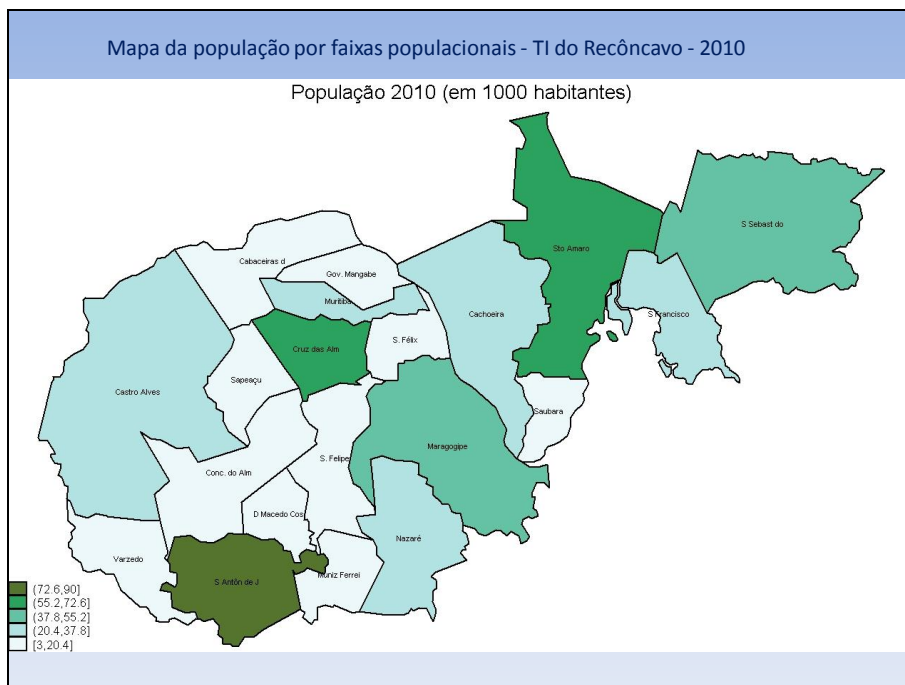 Mapa da população por faixas populacionais - TI do Recôncavo - 2010
População 2010 (em 1000 habitantes)
S Sebast do
Sto Amaro
Cabaceiras d
Gov. Mangabe
Muritiba
Cachoeira
S Francisco
Cruz das Alm
S. Félix
Sapeaçu
Castro Alves
Saubara
Maragogipe
S. Felipe
Conc. do Alm
D Macedo Cos
Nazaré
Varzedo
Muniz Ferrei
S Antôn de J
(72.6,90]
(55.2,72.6]
(37.8,55.2]
(20.4,37.8]
[3,20.4]